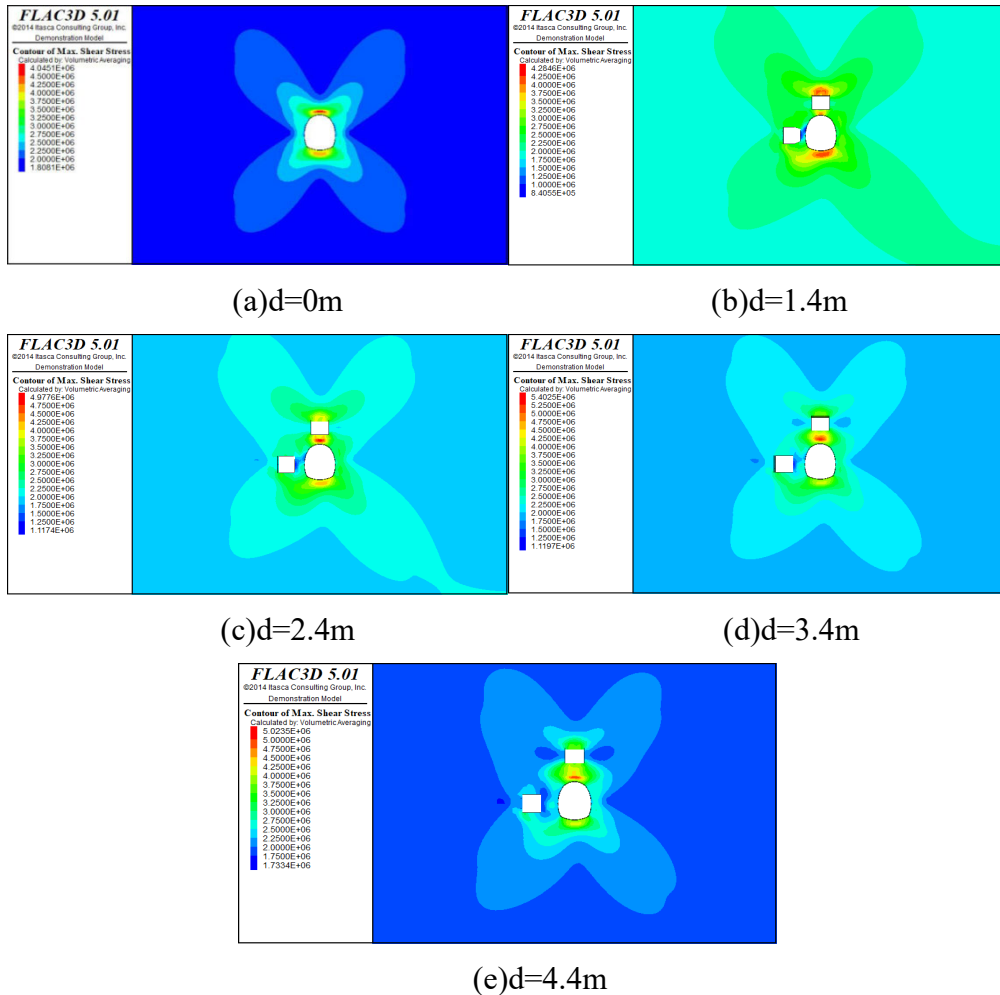 FLAC3D 5.01
©2014 Itasca Consulting Group, Inc.
Demonstration Model
Contour of Max. Shear Stress
Calculated by: Volumetric Averaging
4.0451E+06
4.5000E+06
4.2500E+06
4.0000E+06
3.7500E+06
3.5000E+06
3.2500E+06
3.0000E+06
2.7500E+06
2.5000E+06
2.2500E+06
2.0000E+06
1.8081E+06
(a)d=0m
FLAC3D 5.01
©2014 Itasca Consulting Group, Inc.
Demonstration Model
Contour of Max. Shear Stress
Calculated by: Volumetric Averaging
4.2846E+06
4.2500E+06
4.0000E+06
3.7500E+06
3.5000E+06
3.2500E+06
3.0000E+06
2.7500E+06
2.5000E+06
2.2500E+06
2.0000E+06
1.7500E+06
1.5000E+06
1.2500E+06
1.0000E+06
8.4055E+05
(b)d=1.4m
FLAC3D 5.01
©2014 Itasca Consulting Group, Inc.
Demonstration Model
Contour of Max. Shear Stress
Calculated by: Volumetric Averaging
4.9776E+06
4.7500E+06
4.5000E+06
4.2500E+06
4.0000E+06
3.7500E+06
3.5000E+06
3.2500E+06
3.0000E+06
2.7500E+06
2.5000E+06
2.2500E+06
2.0000E+06
1.7500E+06
1.5000E+06
1.2500E+06
1.1174E+06
(c)d=2.4m
FLAC3D 5.01
©2014 Itasca Consulting Group, Inc.
Demonstration Model
Contour of Max. Shear Stress
Calculated by: Volumetric Averaging
5.4025E+06
5.2500E+06
5.0000E+06
4.7500E+06
4.5000E+06
4.2500E+06
4.0000E+06
3.7500E+06
3.5000E+06
3.2500E+06
3.0000E+06
2.7500E+06
2.5000E+06
2.2500E+06
2.0000E+06
1.7500E+06
1.5000E+06
1.2500E+06
1.1197E+06
(d)d=3.4m
FLAC3D 5.01
©2014 Itasca Consulting Group, Inc.
Demonstration Model
Contour of Max. Shear Stress
Calculated by: Volumetric Averaging
5.0235E+06
5.0000E+06
4.7500E+06
4.5000E+06
4.2500E+06
4.0000E+06
3.7500E+06
3.5000E+06
3.2500E+06
3.0000E+06
2.7500E+06
2.5000E+06
2.2500E+06
2.0000E+06
1.7500E+06
1.7334E+06
(e)d=4.4m